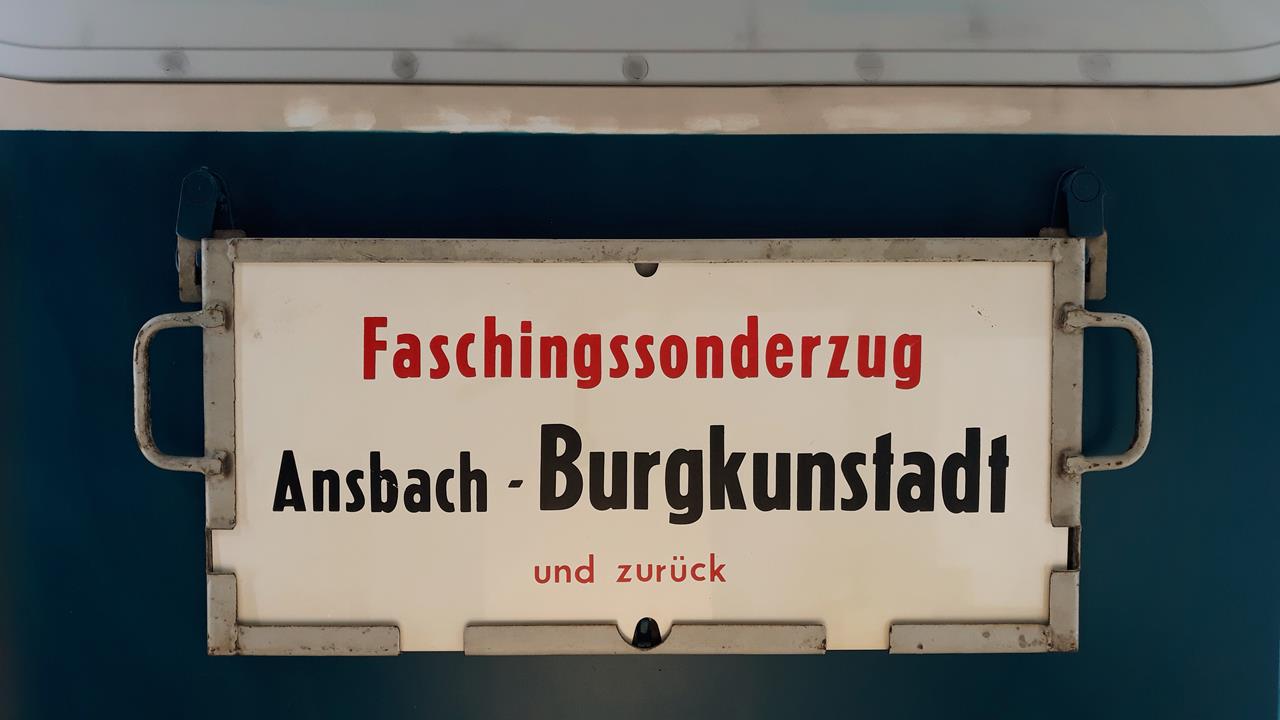 Faschingssonderzug
Ansbach - Burgkunstadt
und zurück